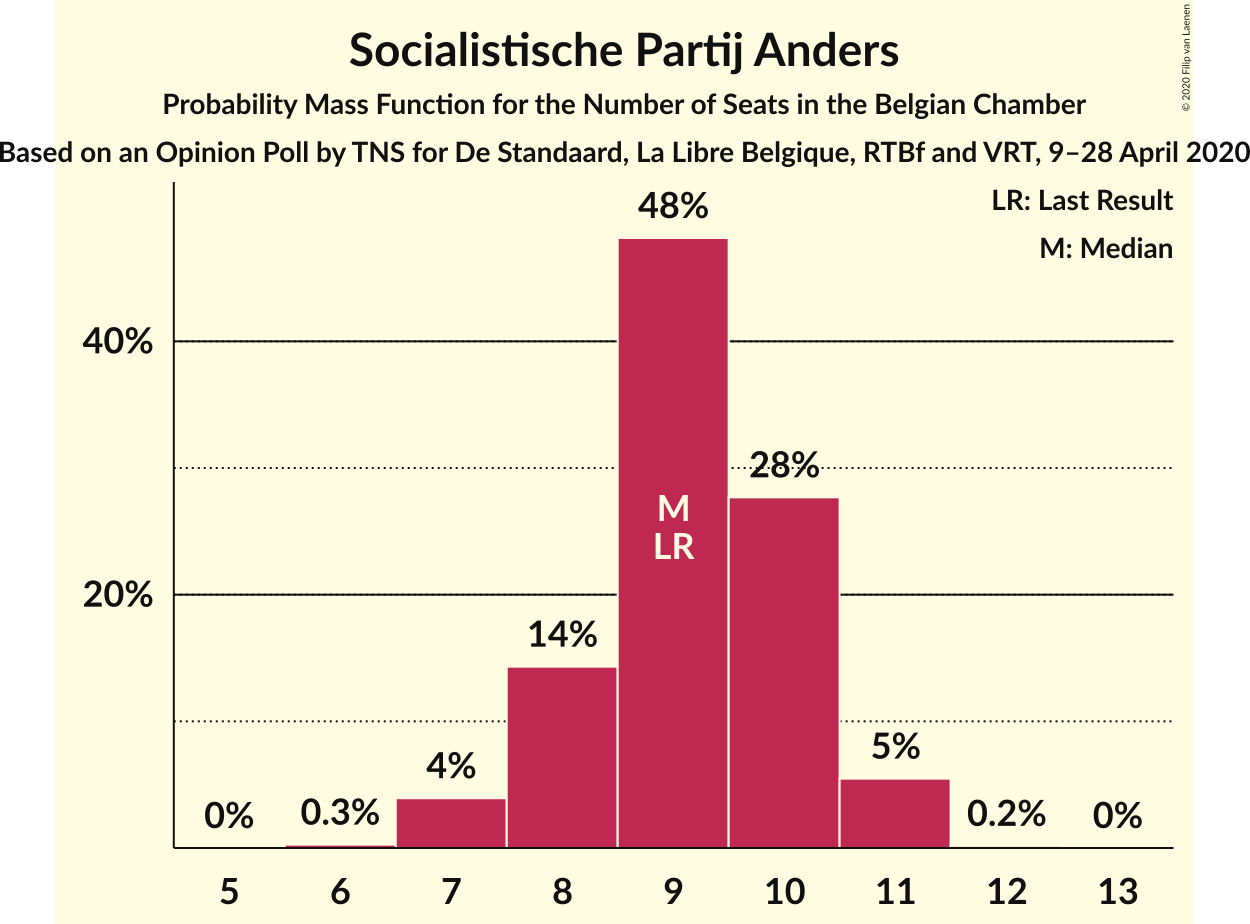 Socialistische Partij Anders
Probability Mass Function for the Number of Seats in the Belgian Chamber
Based on an Opinion Poll by TNS for De Standaard, La Libre Belgique, RTBf and VRT, 9–28 April 2020
© 2020 Filip van Laenen
LR: Last Result
M: Median
48%
40%
28%
M
LR
20%
14%
5%
4%
0% 0.3% 0.2% 0%
5 6 7 8 9 10 11 12 13